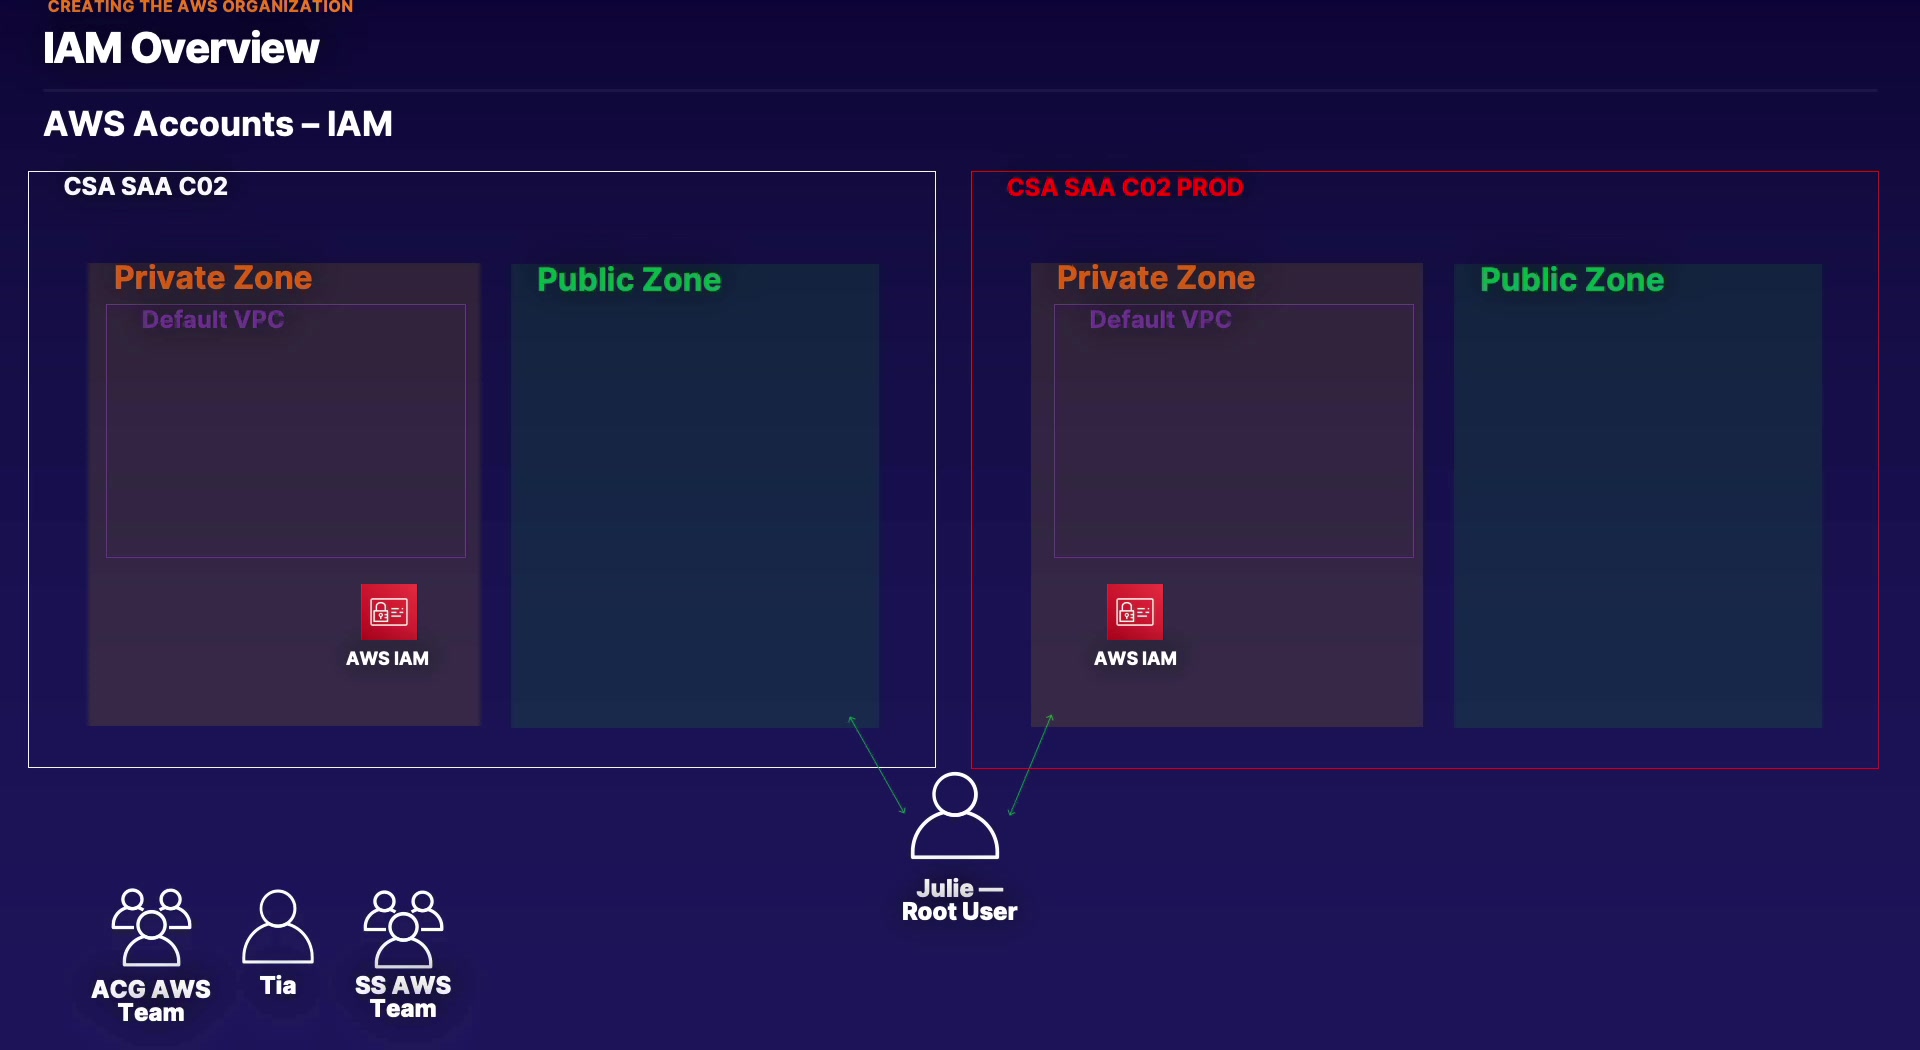 CREATING THE AWS ORGANIZATION
IAM Overview
AWS Accounts – IAM
CSA SAA C02
Private Zone
Default VPC
AWS IAM
Public Zone
CSA SAA C02 PROD
Private Zone
Default VPC
AWS IAM
Public Zone
Julie —
Root User
ACG AWS
Team
Tia
SS AWS
Team